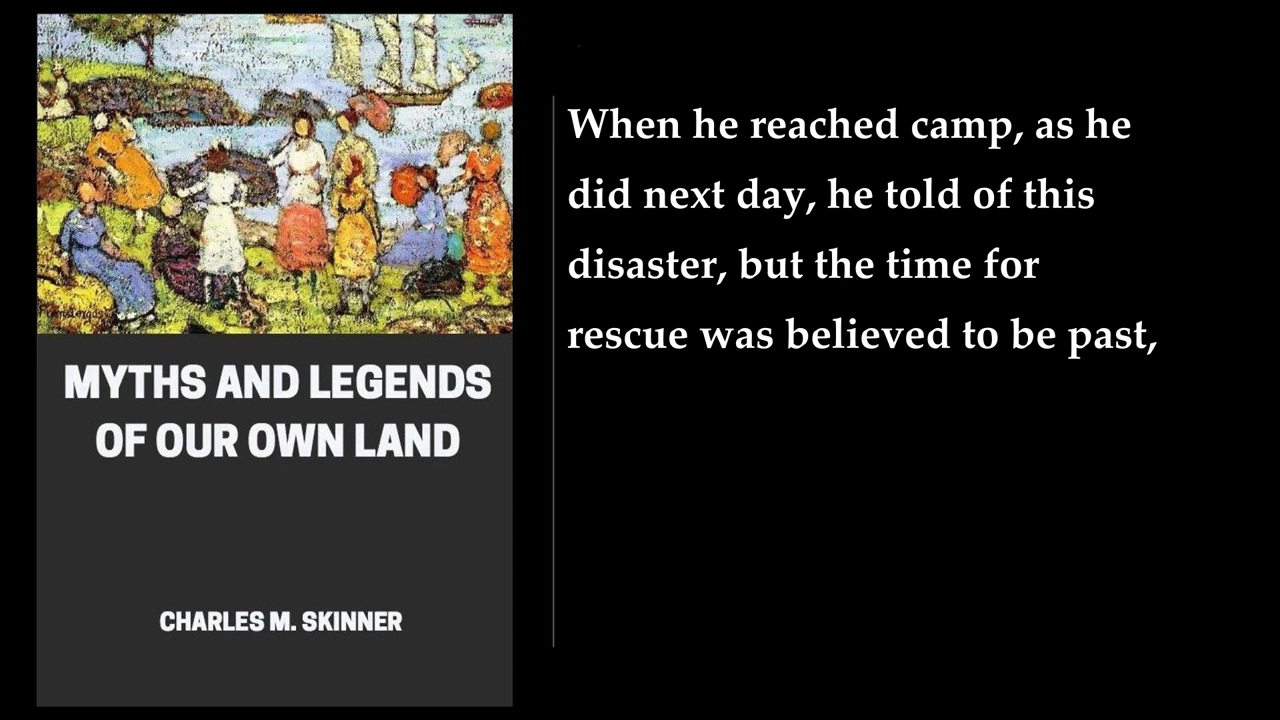 MYTHS AND LEGENDS
OF OUR OWN LAND
CHARLES M. SKINNER
When he reached camp, as he
did next day, he told of this
disaster, but the time for
rescue was believed to be past,